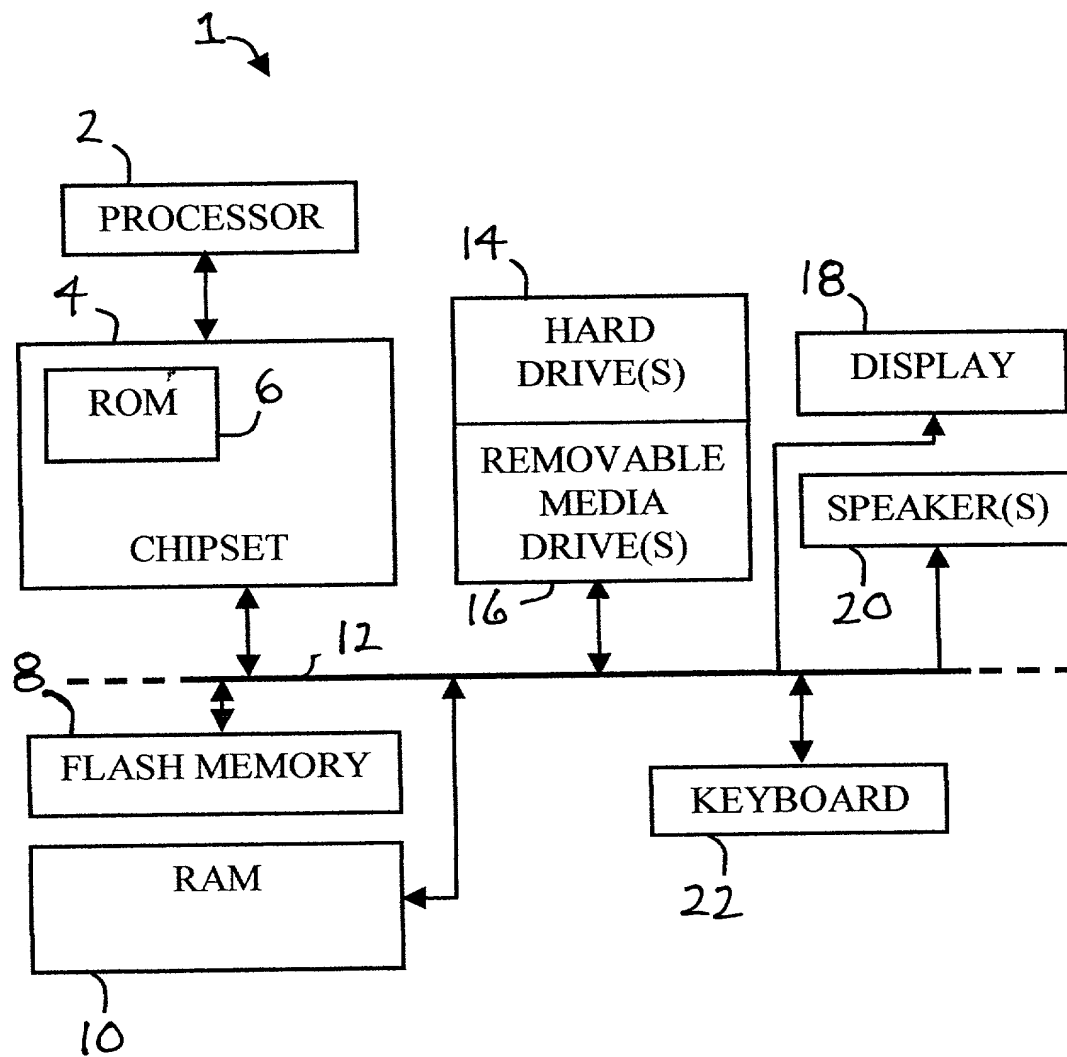 1
2
PROCESSOR
4
ROM
6
CHIPSET
14
HARD
DRIVE(S)
REMOVABLE
MEDIA
DRIVE(S)
16
18
DISPLAY
SPEAKER(S)
20
12
8
FLASH MEMORY
RAM
10
KEYBOARD
22